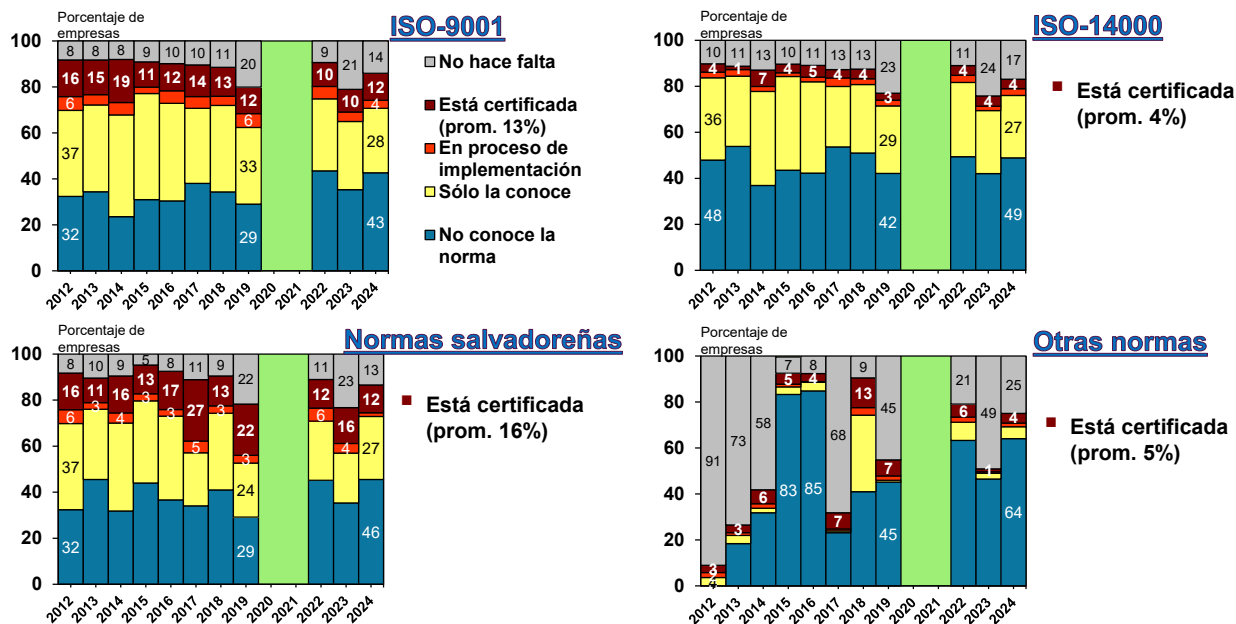 Porcentaje de
empresas
ISO-9001
100
80
60
40
20
0
8 8 8 9 10 10 11 20 9 21 14
16 15 19 11 12 14 13 12 10 10 12
6 6 4
37 33 28
32 29 43
2012 2013 2014 2015 2016 2017 2018 2019 2020 2021 2022 2023 2024
No hace falta
Está certificada
(prom. 13%)
En proceso de
implementación
Sólo la conoce
No conoce la
norma
Porcentaje de
empresas
ISO-14000
100
80
60
40
20
0
10 11 13 10 11 13 13 23 11 24 17
4 1 7 4 5 4 4 3 4 4 4
36 29 27
48 42 49
2012 2013 2014 2015 2016 2017 2018 2019 2020 2021 2022 2023 2024
Está certificada
(prom. 4%)
Porcentaje de
empresas
Normas salvadoreñas
100
80
60
40
20
0
8 10 9 5 8 11 9 22 11 23 13
16 11 16 13 17 27 13 22 12 16 12
6 3 4 3 3 5 3 3 6 4
37 24 27
32 29 46
2012 2013 2014 2015 2016 2017 2018 2019 2020 2021 2022 2023 2024
Está certificada
(prom. 16%)
Porcentaje de
empresas
Otras normas
100
80
60
40
20
0
91 73 58 7 8 68 9 45 21 49 25
3 3 6 5 4 7 13 7 6 1 4
2
4
83 85 45 64
2012 2013 2014 2015 2016 2017 2018 2019 2020 2021 2022 2023 2024
Está certificada
(prom. 5%)